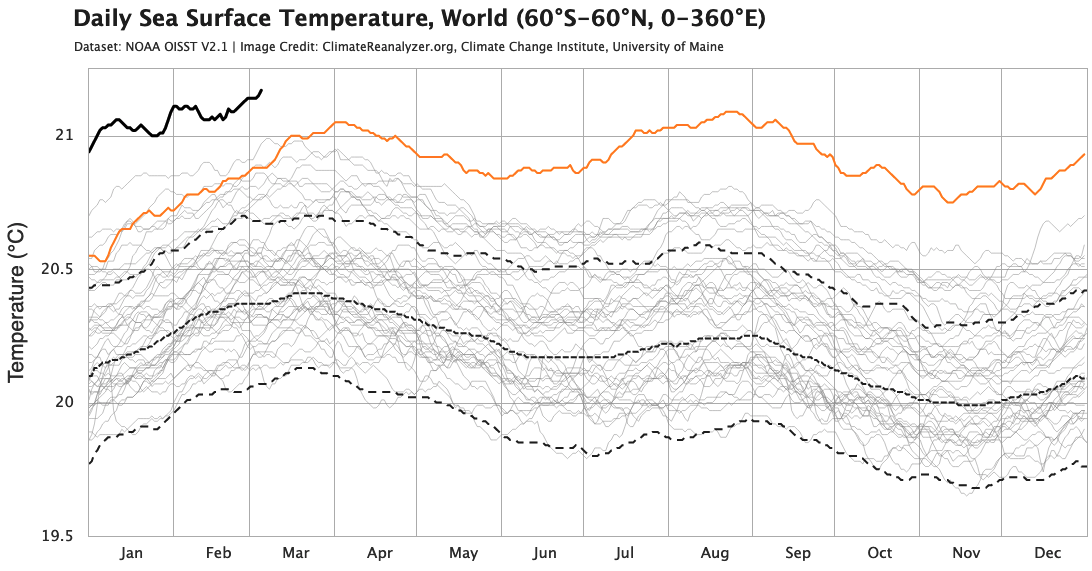 Daily Sea Surface Temperature, World (60°S–60°N, 0–360°E)
Dataset: NOAA OISST V2.1 | Image Credit: ClimateReanalyzer.org, Climate Change Institute, University of Maine
Temperature (°C)
21
20.5
20
19.5
Jan Feb Mar Apr May Jun Jul Aug Sep Oct Nov Dec